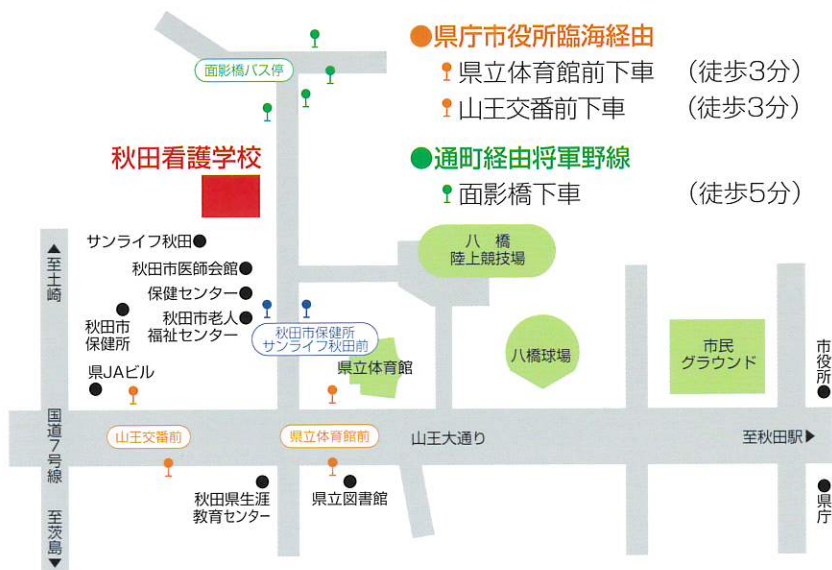 ●県庁市役所臨海経由
県立体育館前下車 (徒歩3分)
山王交番前下車 (徒歩3分)
●通町経由将軍野線
面影橋下車 (徒歩5分)
面影橋バス停
秋田看護学校
▲至土崎
サンライフ秋田●
秋田市医師会館●
保健センター●
秋田市老人
福祉センター●
秋田市
保健所
県JAビル
秋田市保健所
サンライフ秋田前
県立体育館
八橋
陸上競技場
八橋球場
市民
グラウンド
市役所●
国道7号線
山王交番前
県立体育館前
山王大通り
至秋田駅▶
秋田県生涯
教育センター
県立図書館
●県庁
至茨島▼